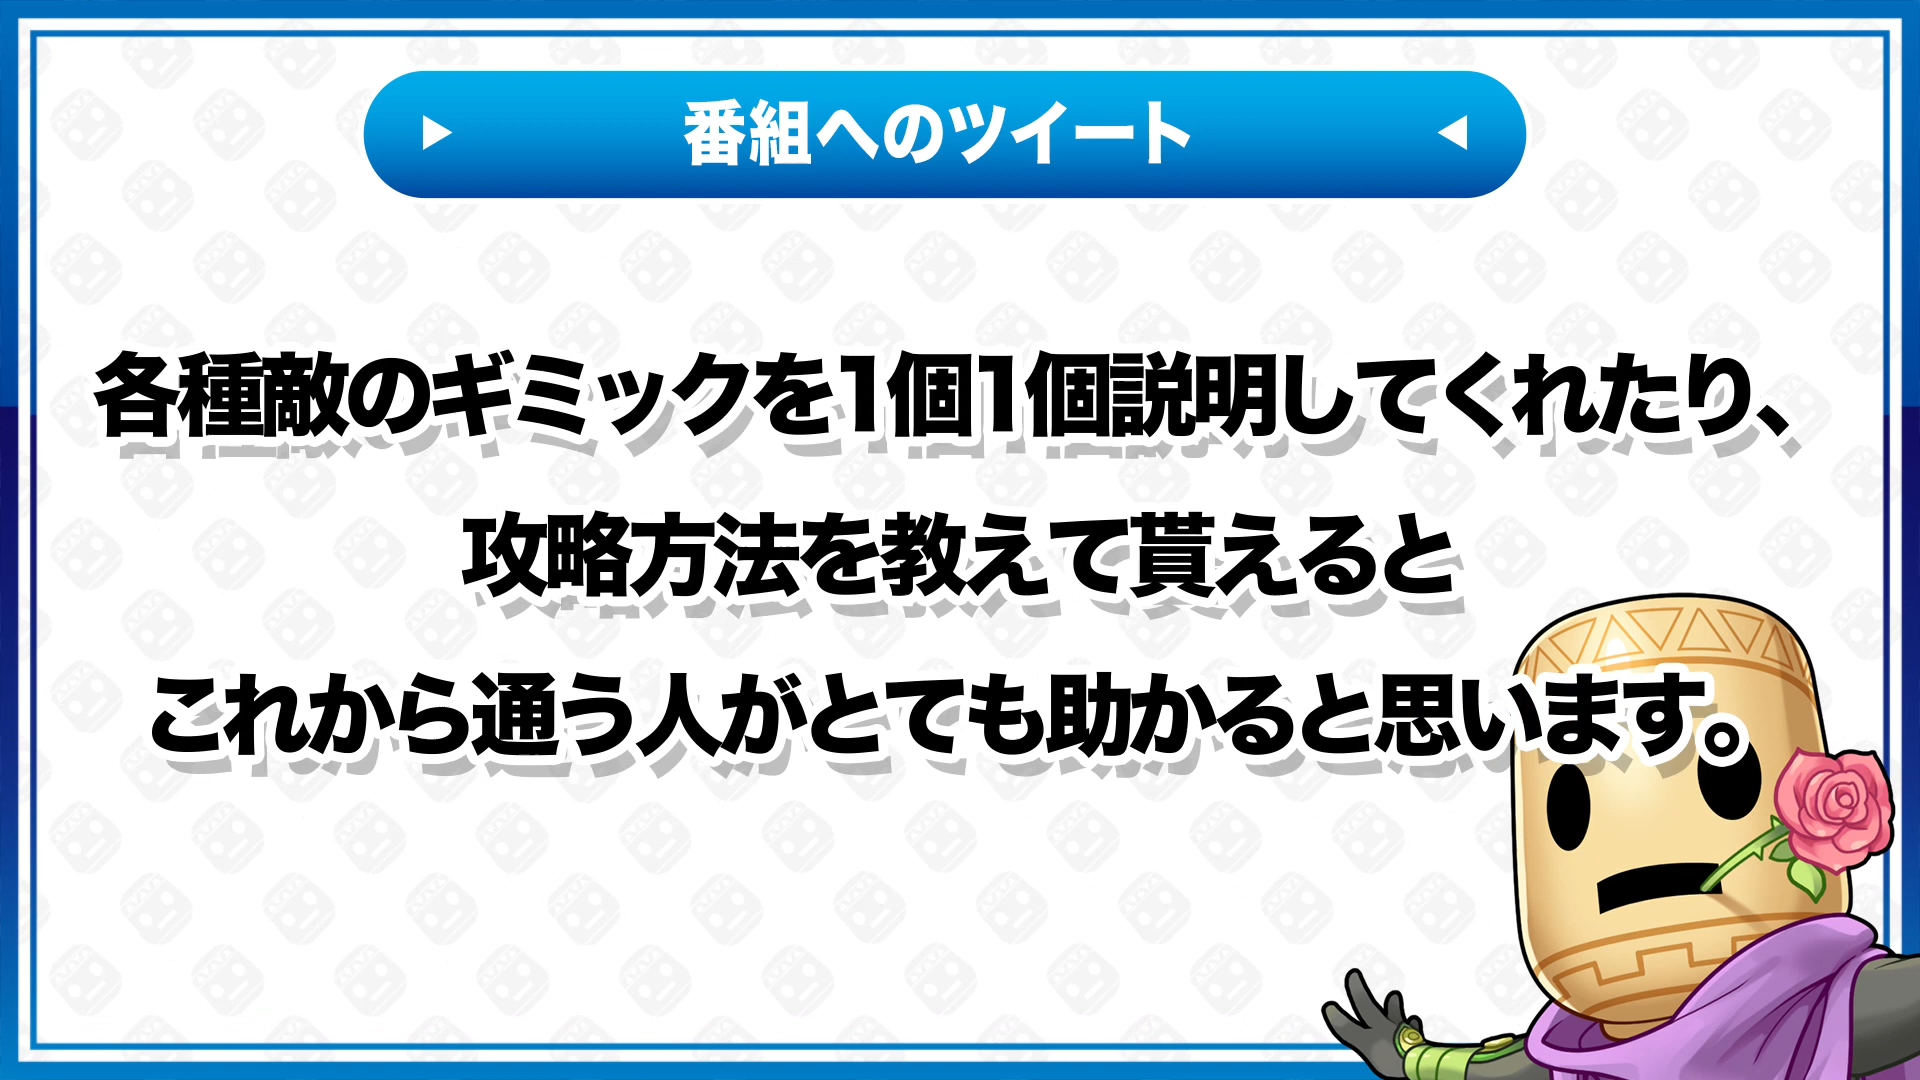 番組へのツイート
各種敵のギミックを1個1個説明してくれたり、
攻略方法を教えて貰えると
これから通う人がとても助かると思います。